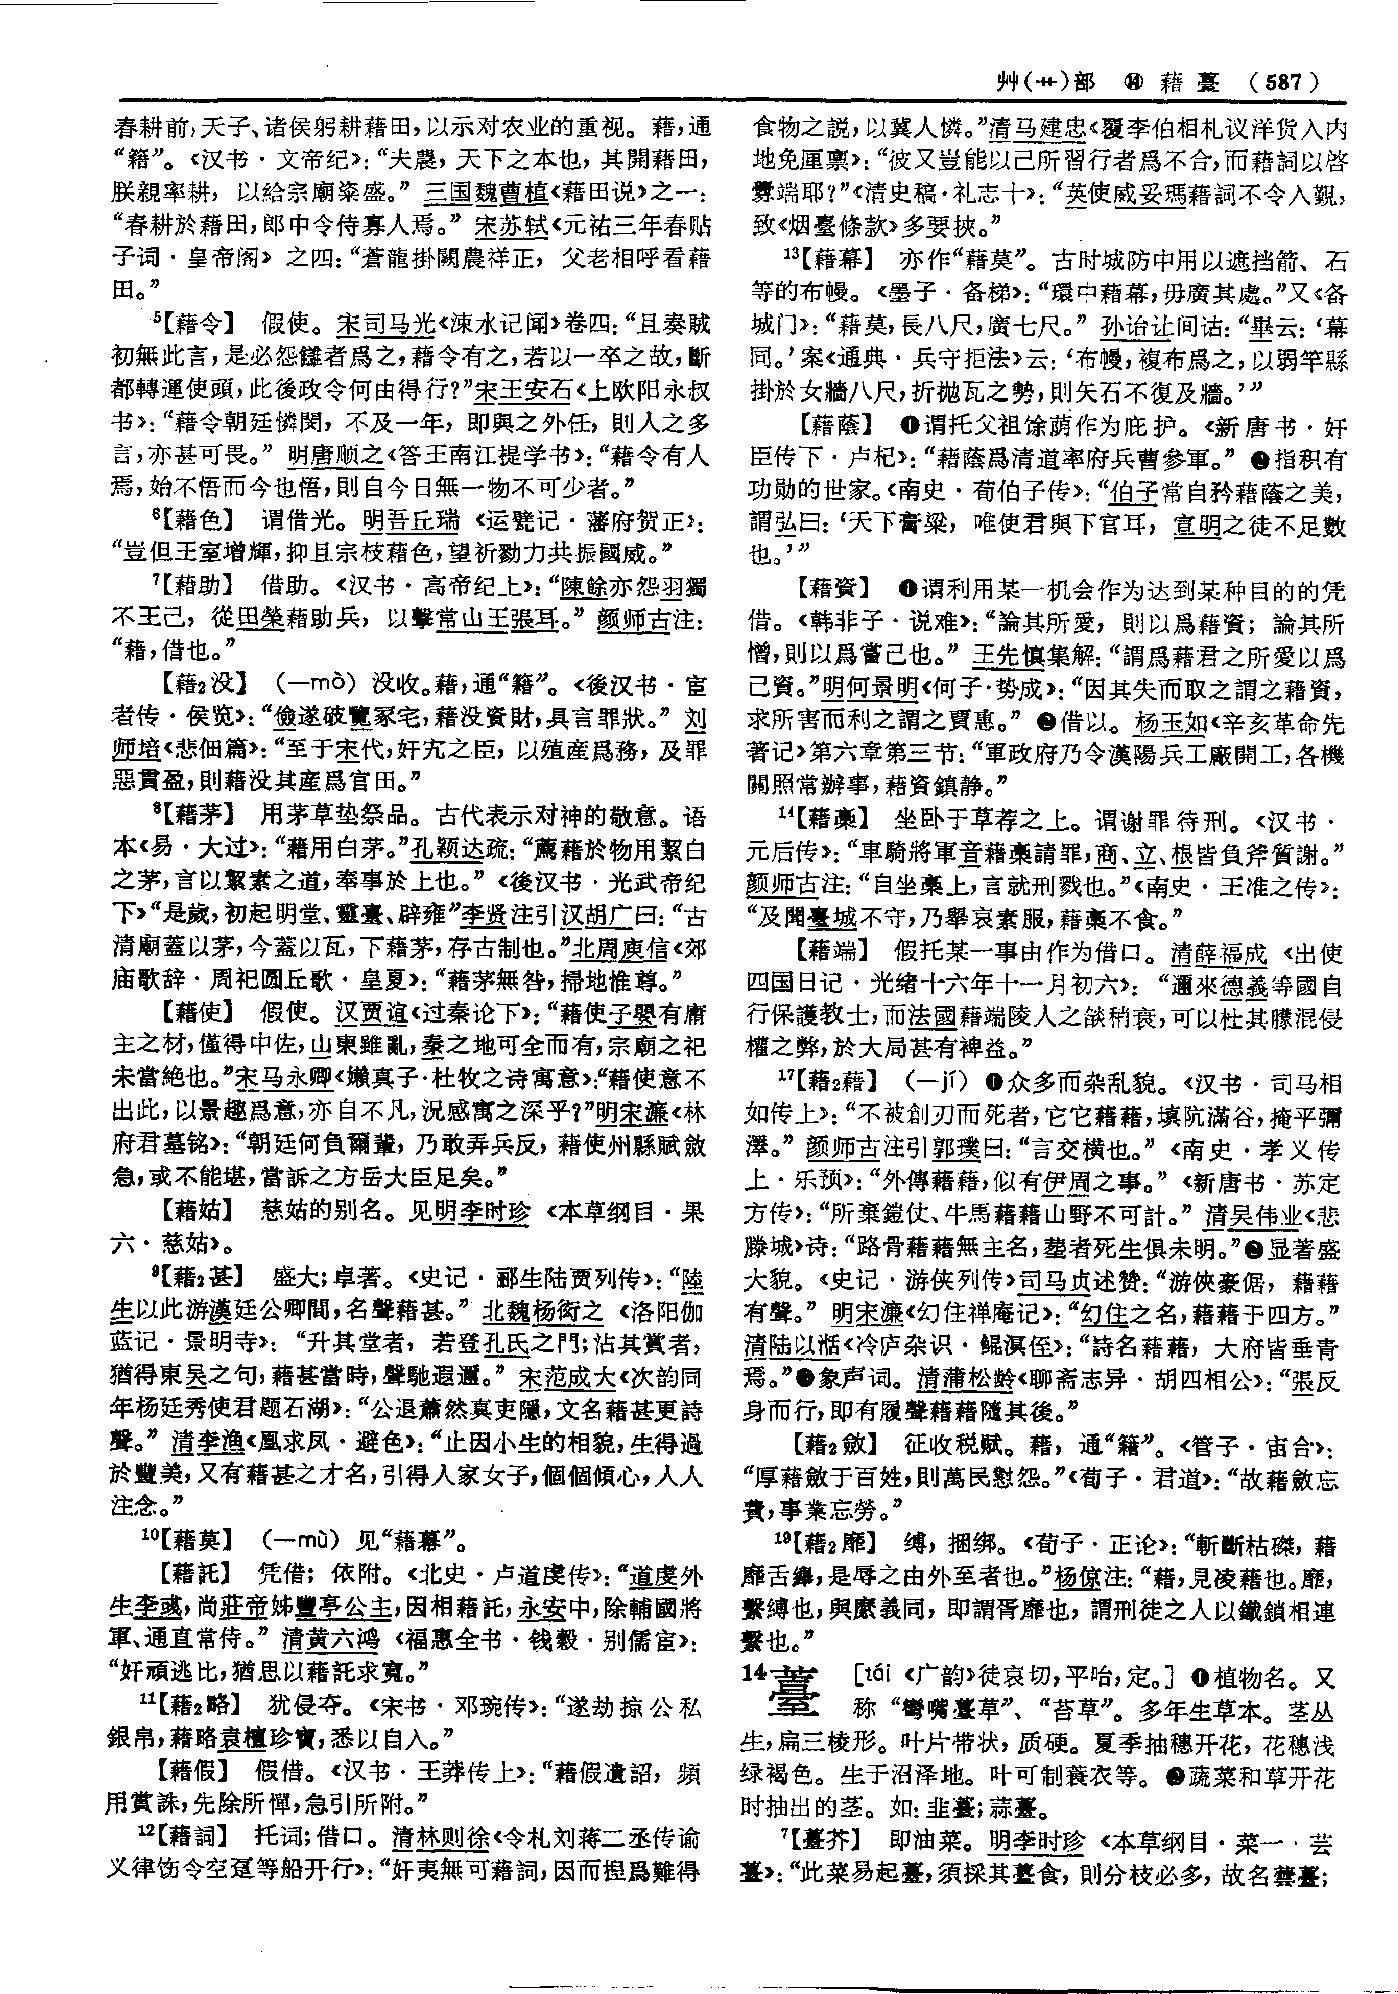 艸(艹)部 ⑭ 藉薹 (587)
春耕前,天子、诸侯躬耕藉田,以示对农业的重视。藉,通
“籍”。《汉书·文帝纪》:“夫農,天下之本也,其開藉田,
朕親率耕,以給宗廟粢盛。”三国魏曹植《藉田说》之一:
“春耕於藉田,郎中令侍寡人焉。”宋苏轼《元祐三年春贴
子词·皇帝阁》之四:“蒼龍掛闕農祥正,父老相呼看藉
田。”
5【藉令】 假使。宋司马光《涑水记闻》卷四:“且奏賊
初無此言,是必怨讎者爲之,藉令有之,若以一卒之故,斷
都轉運使頭,此後政令何由得行?”宋王安石《上欧阳永叔
书》:“藉令朝廷憐閔,不及一年,即與之外任,則人之多
言,亦甚可畏。”明唐顺之《答王南江提学书》:“藉令有人
焉,始不悟而今也悟,則自今日無一物不可少者。”
6【藉色】 谓借光。明吾丘瑞《运甓记·藩府贺正》:
“豈但王室增輝,抑且宗枝藉色,望祈勠力共振國威。”
7【藉助】 借助。《汉书·高帝纪上》:“陳餘亦怨羽獨
不王己,從田榮藉助兵,以擊常山王張耳。”颜师古注:
“藉,借也。”
【藉2没】 (—mò) 没收。藉,通“籍”。《後汉书·宦
者传·侯览》:“儉遂破覽冢宅,藉没資財,具言罪狀。”刘
师培《悲佃篇》:“至于宋代,奸宄之臣,以殖産爲務,及罪
惡貫盈,則藉没其産爲官田。”
8【藉茅】 用茅草垫祭品。古代表示对神的敬意。语
本《易·大过》:“藉用白茅。”孔颖达疏:“薦藉於物用絜白
之茅,言以絜素之道,奉事於上也。”《後汉书·光武帝纪
下》“是歲,初起明堂、靈臺、辟雍”李贤注引汉胡广曰:“古
清廟蓋以茅,今蓋以瓦,下藉茅,存古制也。”北周庾信《郊
庙歌辞·周祀圆丘歌·皇夏》:“藉茅無咎,掃地惟尊。”
【藉使】 假使。汉贾谊《过秦论下》:“藉使子嬰有庸
主之材,僅得中佐,山東雖亂,秦之地可全而有,宗廟之祀
未當絶也。”宋马永卿《嬾真子·杜牧之诗寓意》:“藉使意不
出此,以景趣爲意,亦自不凡,況感寓之深乎?”明宋濂《林
府君墓铭》:“朝廷何負爾輩,乃敢弄兵反,藉使州縣賦斂
急,或不能堪,當訴之方岳大臣足矣。”
【藉姑】 慈姑的别名。见明李时珍《本草纲目·果
六·慈姑》。
9【藉2甚】 盛大;卓著。《史记·郦生陆贾列传》:“陸
生以此游漢廷公卿間,名聲藉甚。”北魏杨衒之《洛阳伽
蓝记·景明寺》:“升其堂者,若登孔氏之門;沾其賞者,
猶得東吴之句,藉甚當時,聲馳遐邇。”宋范成大《次韵同
年杨廷秀使君题石湖》:“公退蕭然真吏隱,文名藉甚更詩
聲。”清李渔《凰求凤·避色》:“止因小生的相貌,生得過
於豐美,又有藉甚之才名,引得人家女子,個個傾心,人人
注念。”
10【藉莫】 (—mù) 见“藉幕”。
【藉託】 凭借;依附。《北史·卢道虔传》:“道虔外
生李彧,尚莊帝姊豐亭公主,因相藉託,永安中,除輔國將
軍、通直常侍。”清黄六鸿《福惠全书·钱穀·别儒宦》:
“奸頑逃比,猶思以藉託求寬。”
11【藉2略】 犹侵夺。《宋书·邓琬传》:“遂劫掠公私
銀帛,藉略袁檀珍寶,悉以自入。”
【藉假】 假借。《汉书·王莽传上》:“藉假遺詔,頻
用賞誅,先除所憚,急引所附。”
12【藉詞】 托词;借口。清林则徐《令札刘蒋二丞传谕
义律饬令空趸等船开行》:“奸夷無可藉詞,因而捏爲難得
食物之説,以冀人憐。”清马建忠《覆李伯相札议洋货入内
地免厘禀》:“彼又豈能以己所習行者爲不合,而藉詞以啓
釁端耶?”《清史稿·礼志十》:“英使威妥瑪藉詞不令入覲,
致《烟臺條款》多要挾。”
13【藉幕】 亦作“藉莫”。古时城防中用以遮挡箭、石
等的布幔。《墨子·备梯》:“環中藉幕,毋廣其處。”又《备
城门》:“藉莫,長八尺,廣七尺。”孙诒让间诂:“畢云:‘幕
同。’案《通典·兵守拒法》云:‘布幔,複布爲之,以弱竿縣
掛於女牆八尺,折抛瓦之勢,則矢石不復及牆。’”
【藉蔭】 ❶谓托父祖馀荫作为庇护。《新唐书·奸
臣传下·卢杞》:“藉蔭爲清道率府兵曹參軍。”❷指积有
功勋的世家。《南史·荀伯子传》:“伯子常自矜藉蔭之美,
謂弘曰:‘天下膏粱,唯使君與下官耳,宣明之徒不足數
也。’”
【藉資】 ❶谓利用某一机会作为达到某种目的的凭
借。《韩非子·说难》:“論其所愛,則以爲藉資;論其所
憎,則以爲嘗己也。”王先慎集解:“謂爲藉君之所愛以爲
己資。”明何景明《何子·势成》:“因其失而取之謂之藉資,
求所害而利之謂之賈惠。”❷借以。杨玉如《辛亥革命先
著记》第六章第三节:“軍政府乃令漢陽兵工廠開工,各機
關照常辦事,藉資鎮静。”
14【藉槀】 坐卧于草荐之上。谓谢罪待刑。《汉书·
元后传》:“車騎將軍音藉槀請罪,商、立、根皆負斧質謝。”
颜师古注:“自坐槀上,言就刑戮也。”《南史·王准之传》:
“及聞臺城不守,乃舉哀素服,藉槀不食。”
【藉端】 假托某一事由作为借口。清薛福成《出使
四国日记·光绪十六年十一月初六》:“邇來德義等國自
行保護教士,而法國藉端陵人之燄稍衰,可以杜其朦混侵
權之弊,於大局甚有裨益。”
17【藉2藉】 (—jí) ❶众多而杂乱貌。《汉书·司马相
如传上》:“不被創刃而死者,它它藉藉,填阬滿谷,掩平彌
澤。”颜师古注引郭璞曰:“言交横也。”《南史·孝义传
上·乐预》:“外傳藉藉,似有伊周之事。”《新唐书·苏定
方传》:“所棄鎧仗、牛馬藉藉山野不可計。”清吴伟业《悲
滕城》诗:“路骨藉藉無主名,葬者死生俱未明。”❷显著盛
大貌。《史记·游侠列传》司马贞述赞:“游俠豪倨,藉藉
有聲。”明宋濂《幻住禅庵记》:“幻住之名,藉藉于四方。”
清陆以湉《冷庐杂识·鲲溟侄》:“詩名藉藉,大府皆垂青
焉。”❸象声词。清蒲松龄《聊斋志异·胡四相公》:“張反
身而行,即有履聲藉藉隨其後。”
【藉2斂】 征收税赋。藉,通“籍”。《管子·宙合》:
“厚藉斂于百姓,則萬民懟怨。”《荀子·君道》:“故藉斂忘
費,事業忘勞。”
19【藉2靡】 缚,捆绑。《荀子·正论》:“斬斷枯磔,藉
靡舌縪,是辱之由外至者也。”杨倞注:“藉,見凌藉也。靡,
繫縛也,與縻義同,即謂胥靡也,謂刑徒之人以鐵鎖相連
繫也。”
14薹 [tái 《广韵》徒哀切,平咍,定。] ❶植物名。又
称“鴜嘴薹草”、“苔草”。多年生草本。茎丛
生,扁三棱形。叶片带状,质硬。夏季抽穗开花,花穗浅
绿褐色。生于沼泽地。叶可制蓑衣等。❷蔬菜和草开花
时抽出的茎。如:韭薹;蒜薹。
7【薹芥】 即油菜。明李时珍《本草纲目·菜一·芸
薹》:“此菜易起薹,須採其薹食,則分枝必多,故名蕓薹;